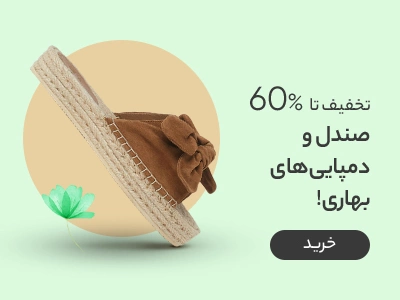 تخفیف تا 60%
صندل و
دمپایی‌های
بهاری!
خرید